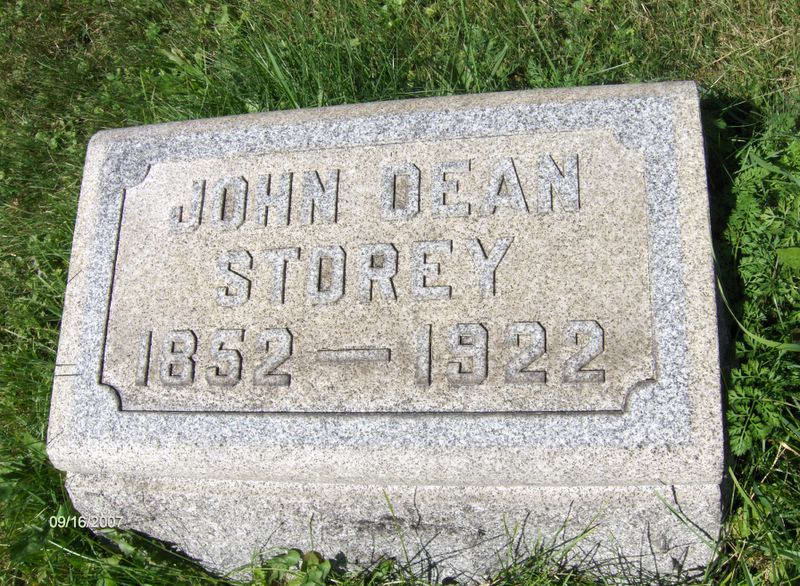 JOHN DEAN
STOREY
1852 — 1922
09/16/2007